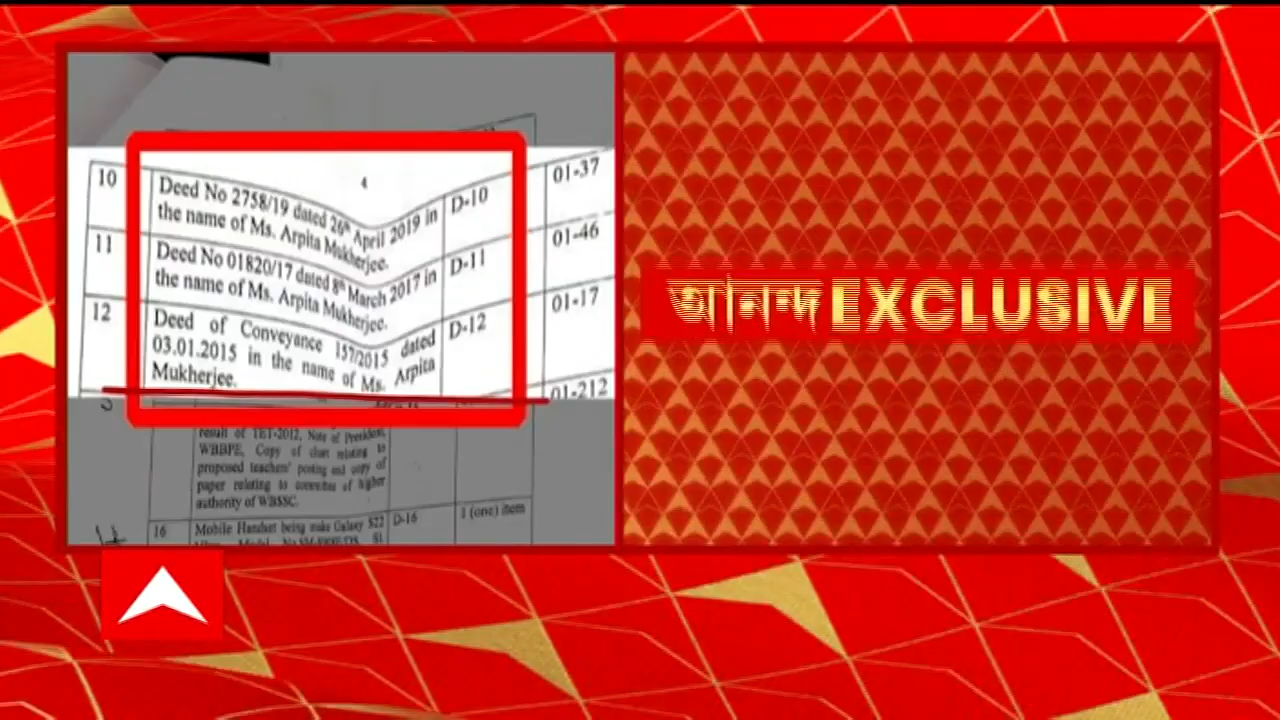 4
10
Deed No 2758/19 dated 26th April 2019 in
the name of Ms. Arpita Mukherjee.
D-10
01-37
11
Deed No 01820/17 dated 8th March 2017 in
the name of Ms. Arpita Mukherjee.
D-11
01-46
12
Deed of Conveyance 157/2015 dated
03.01.2015 in the name of Ms. Arpita
Mukherjee.
D-12
01-17
01-212
result of TET-2012, Note of President,
WBBPE, Copy of chart relating to
proposed teachers' posting and copy of
paper relating to committee of higher
authority of WBSSC.
16
Mobile Handset being make Galaxy S22
D-16
1 (one) item
আনন্দ EXCLUSIVE